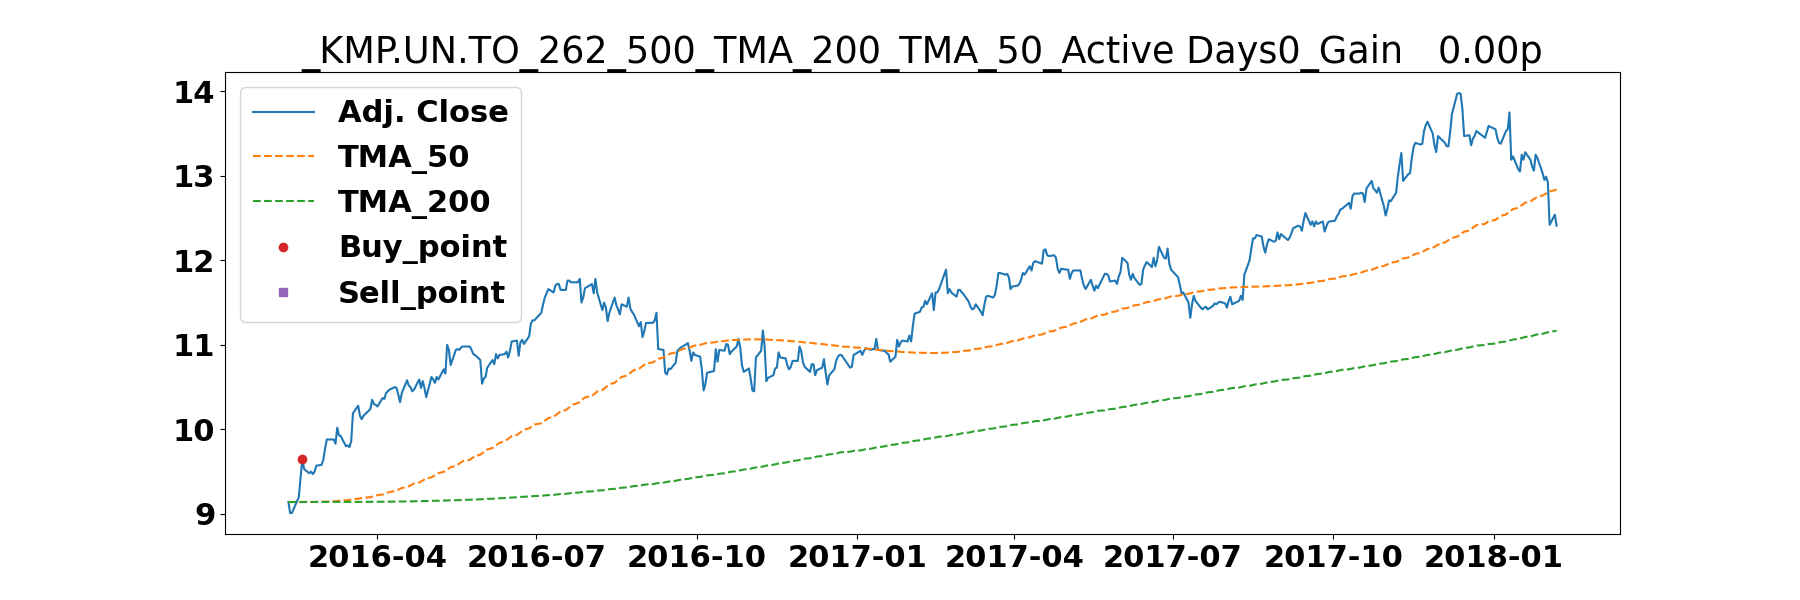 _KMP.UN.TO_262_500_TMA_200_TMA_50_Active Days0_Gain   0.00p
14
13
12
11
10
9
Adj. Close
TMA_50
TMA_200
Buy_point
Sell_point
2016-04 2016-07 2016-10 2017-01 2017-04 2017-07 2017-10 2018-01